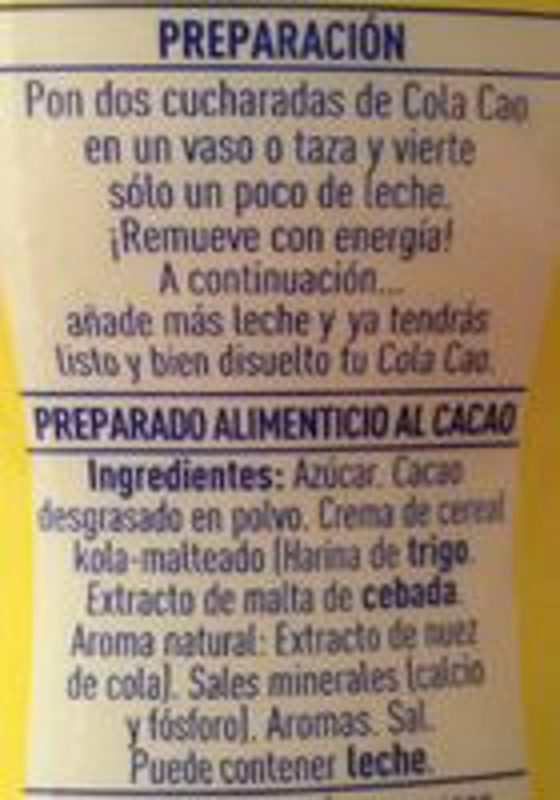 PREPARACIÓN
Pon dos cucharadas de Cola Cao
en un vaso o taza y vierte
sólo un poco de leche.
¡Remueve con energía!
A continuación...
añade más leche y ya tendrás
listo y bien disuelto tu Cola Cao.
PREPARADO ALIMENTICIO AL CACAO
Ingredientes: Azúcar. Cacao
desgrasado en polvo. Crema de cereal
kola-malteado (Harina de trigo.
Extracto de malta de cebada.
Aroma natural: Extracto de nuez
de cola). Sales minerales (calcio
y fósforo). Aromas. Sal.
Puede contener leche.